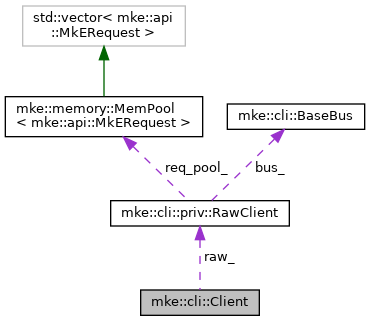 std::vector< mke::api
::MkERequest >
mke::memory::MemPool
< mke::api::MkERequest >
mke::cli::BaseBus
req_pool_
bus_
mke::cli::priv::RawClient
raw_
mke::cli::Client